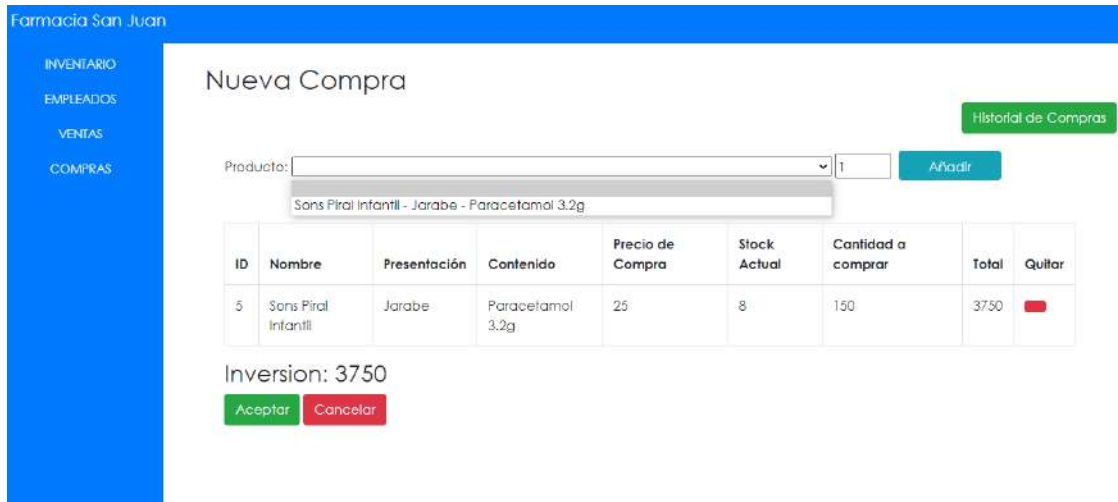 Farmacia San Juan
INVENTARIO
EMPLEADOS
VENTAS
COMPRAS
Nueva Compra
Historial de Compras
Producto: 1 Añadir
Sons Piral Infantil - Jarabe - Paracetamol 3.2g
ID Nombre Presentación Contenido Precio de Compra Stock Actual Cantidad a comprar Total Quitar
5 Sons Piral Infantil Jarabe Paracetamol 3.2g 25 8 150 3750
Inversion: 3750
Aceptar Cancelar